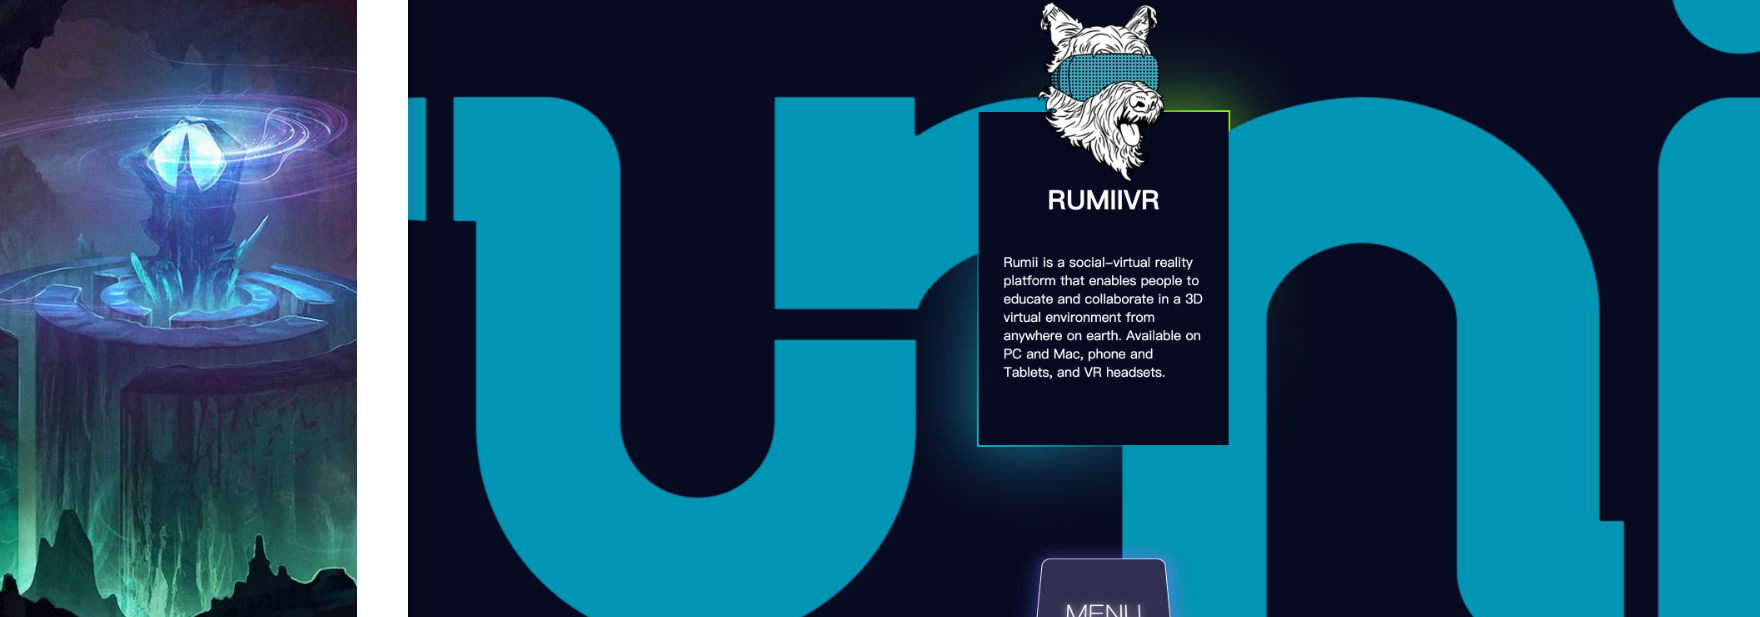 RUMIIVR
Rumii is a social-virtual reality
platform that enables people to
educate and collaborate in a 3D
virtual environment from
anywhere on earth. Available on
PC and Mac, phone and
Tablets, and VR headsets.
MENU